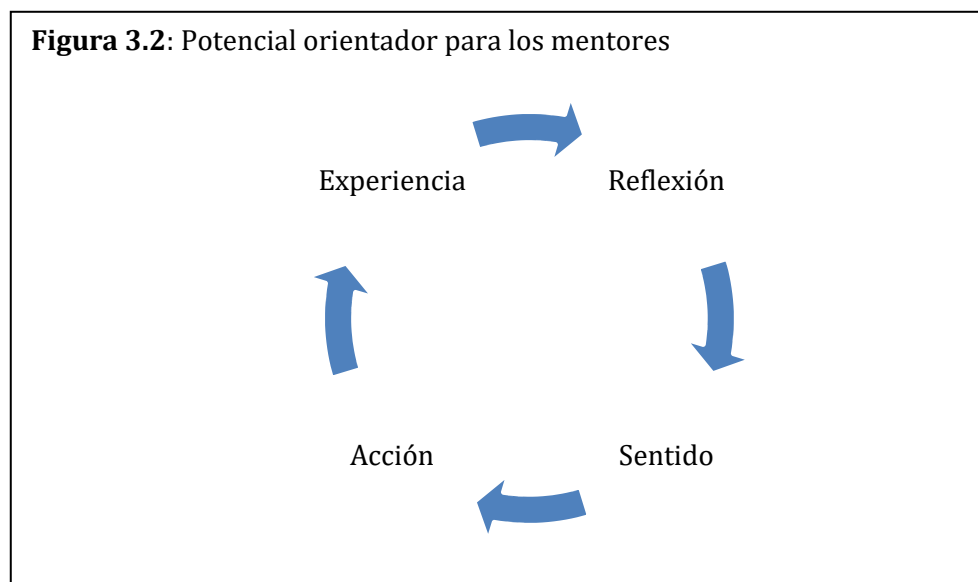 Figura 3.2: Potencial orientador para los mentores
Experiencia
Reflexión
Acción
Sentido